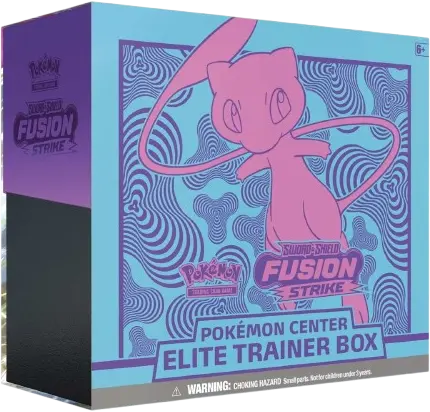 Pokémon
SWORD & SHIELD
FUSION
STRIKE
6+
Pokémon
TRADING CARD GAME
SWORD & SHIELD
FUSION
STRIKE
POKÉMON CENTER
ELITE TRAINER BOX
WARNING: CHOKING HAZARD Small parts. Not for children under 3 years.